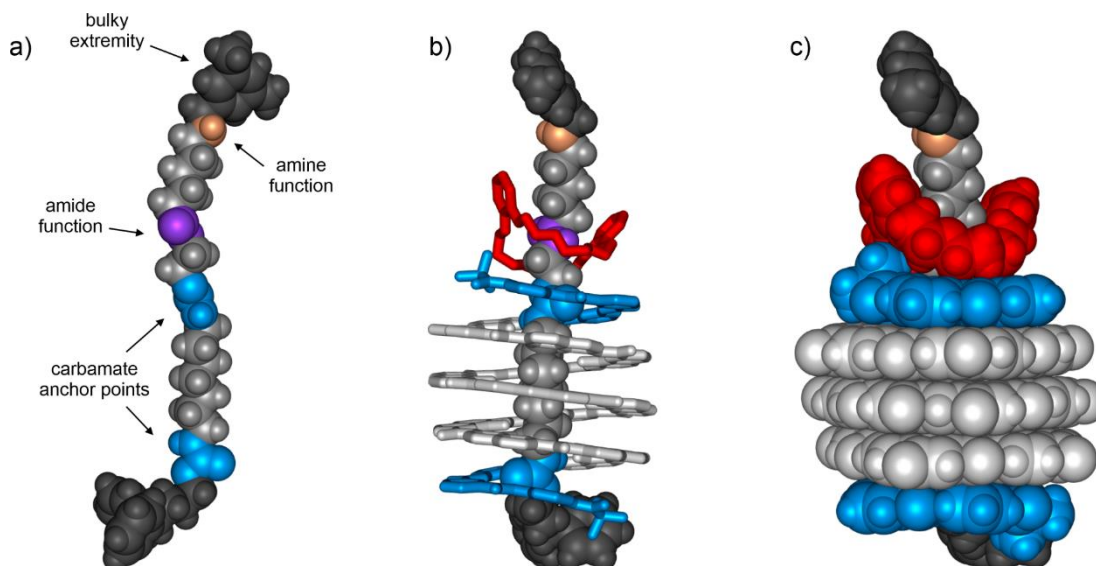 a)
bulky
extremity
amine
function
amide
function
carbamate
anchor points
b)
c)